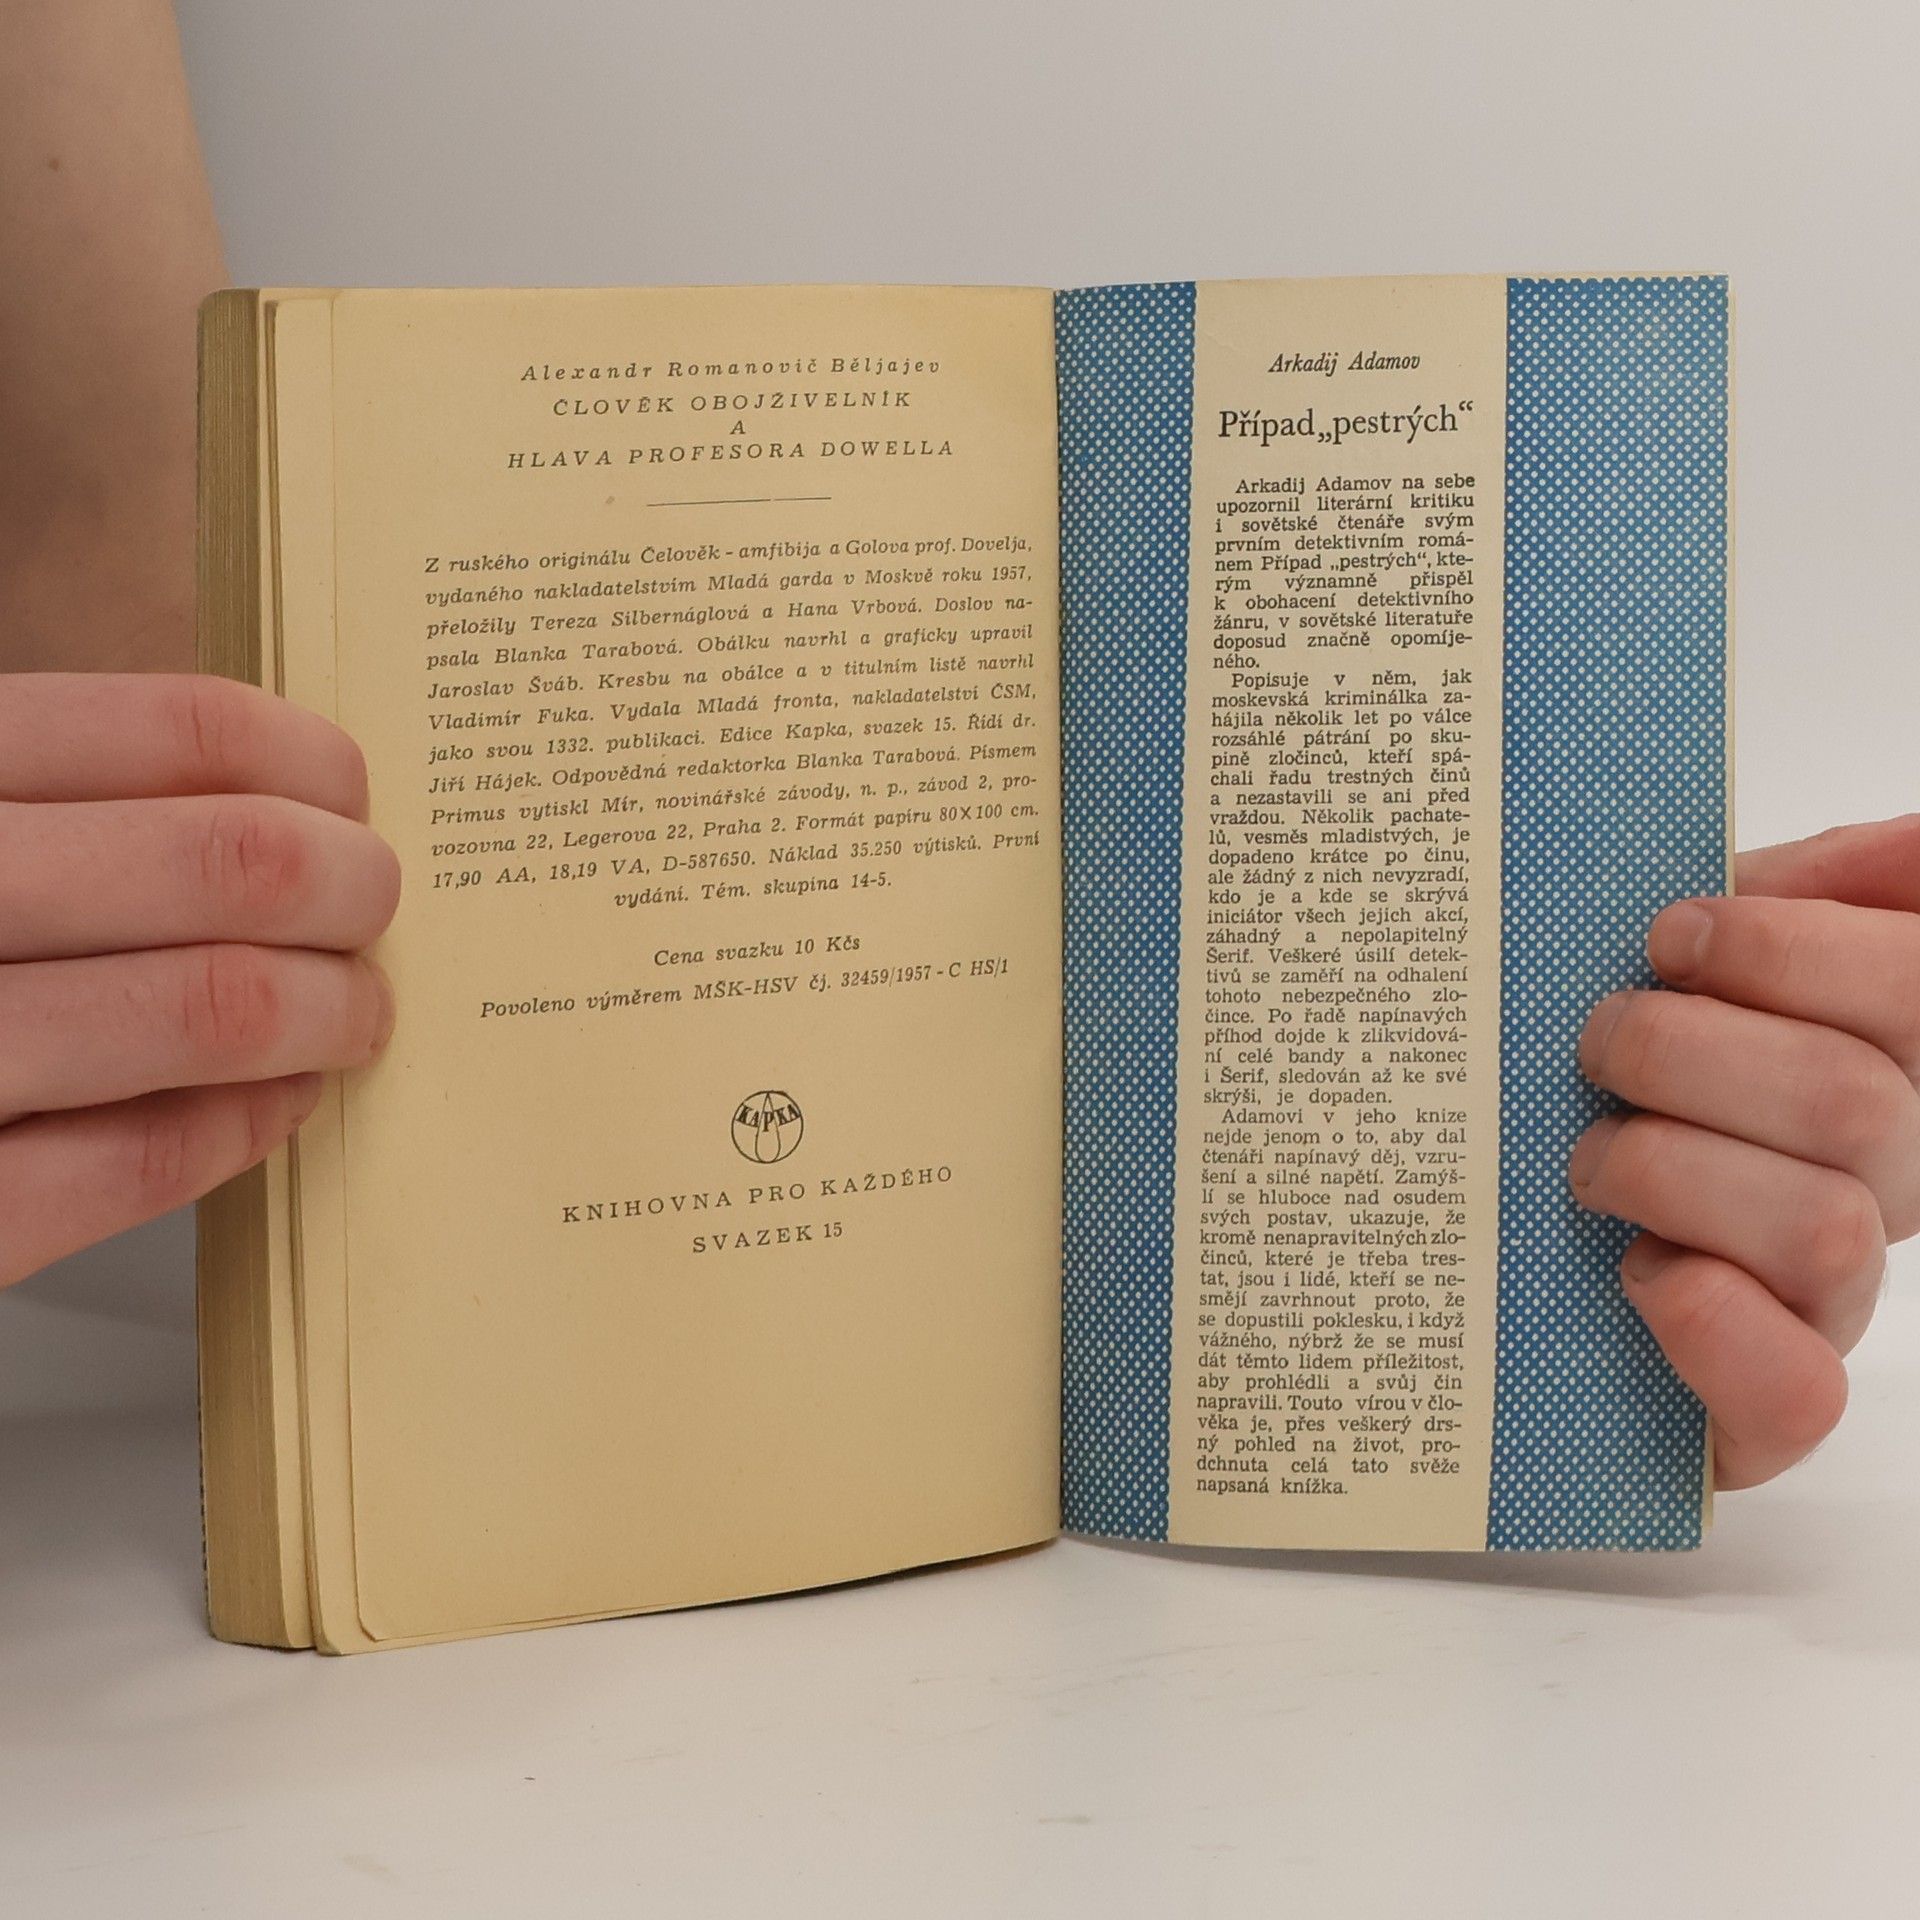 Alexandr Romanovič Běljajev
ČLOVĚK OBOJŽIVELNÍK
A
HLAVA PROFESORA DOWELLA
Z ruského originálu Čelověk - amfibija a Golova prof. Dovelja,
vydaného nakladatelstvím Mladá garda v Moskvě roku 1957,
přeložily Tereza Silbernáglová a Hana Vrbová. Doslov na-
psala Blanka Tarabová. Obálku navrhl a graficky upravil
Jaroslav Šváb. Kresbu na obálce a v titulním listě navrhl
Vladimír Fuka. Vydala Mladá fronta, nakladatelství ČSM,
jako svou 1332. publikaci. Edice Kapka, svazek 15. Řídí dr.
Jiří Hájek. Odpovědná redaktorka Blanka Tarabová. Písmem
Primus vytiskl Mír, novinářské závody, n. p., závod 2, pro-
vozovna 22, Legerova 22, Praha 2. Formát papíru 80×100 cm.
17,90 AA, 18,19 VA, D-587650. Náklad 35.250 výtisků. První
vydání. Tém. skupina 14-5.
Cena svazku 10 Kčs
Povoleno výměrem MŠK-HSV čj. 32459/1957 - C HS/1
KAPKA
KNIHOVNA PRO KAŽDÉHO
SVAZEK 15
Arkadij Adamov
Případ „pestrých“
Arkadij Adamov na sebe
upozornil literární kritiku
i sovětské čtenáře svým
prvním detektivním romá-
nem Případ „pestrých“, kte-
rým významně přispěl
k obohacení detektivního
žánru, v sovětské literatuře
doposud značně opomíje-
ného.
Popisuje v něm, jak
moskevská kriminálka za-
hájila několik let po válce
rozsáhlé pátrání po sku-
pině zločinců, kteří spá-
chali řadu trestných činů
a nezastavili se ani před
vraždou. Několik pachate-
lů, vesměs mladistvých, je
dopadeno krátce po činu,
ale žádný z nich nevyzradí,
kdo je a kde se skrývá
iniciátor všech jejich akcí,
záhadný a nepolapitelný
Šerif. Veškeré úsilí detek-
tivů se zaměří na odhalení
tohoto nebezpečného zlo-
čince. Po řadě napínavých
příhod dojde k zlikvidová-
ní celé bandy a nakonec
i Šerif, sledován až ke své
skrýši, je dopaden.
Adamovi v jeho knize
nejde jenom o to, aby dal
čtenáři napínavý děj, vzru-
šení a silné napětí. Zamýš-
lí se hluboce nad osudem
svých postav, ukazuje, že
kromě nenapravitelných zlo-
činců, které je třeba tres-
tat, jsou i lidé, kteří se ne-
smějí zavrhnout proto, že
se dopustili poklesku, i když
vážného, nýbrž že se musí
dát těmto lidem příležitost,
aby prohlédli a svůj čin
napravili. Touto vírou v člo-
věka je, přes veškerý drs-
ný pohled na život, pro-
dchnuta celá tato svěže
napsaná knížka.